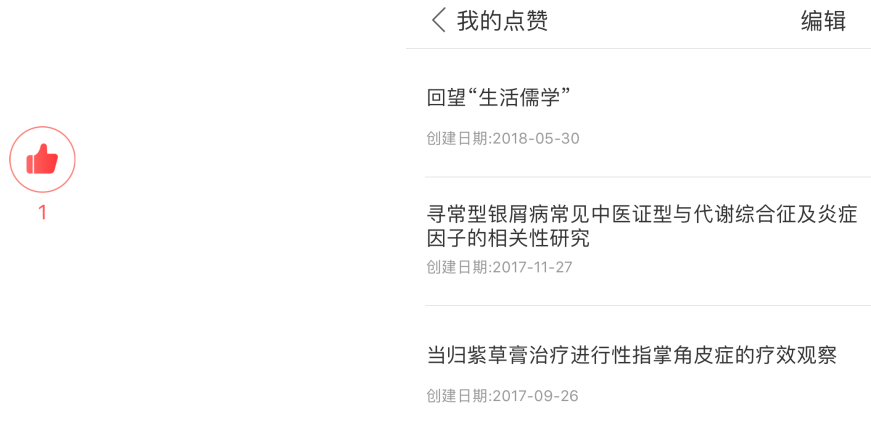 我的点赞 编辑
回望“生活儒学”
创建日期:2018-05-30
1
寻常型银屑病常见中医证型与代谢综合征及炎症
因子的相关性研究
创建日期:2017-11-27
当归紫草膏治疗进行性指掌角皮症的疗效观察
创建日期:2017-09-26